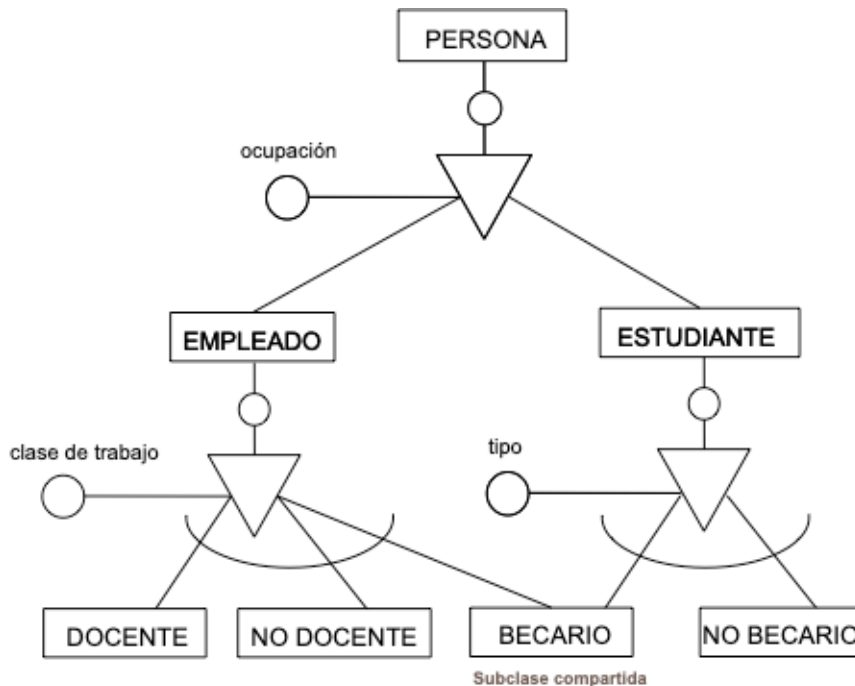 PERSONA
ocupación
EMPLEADO
ESTUDIANTE
clase de trabajo
tipo
DOCENTE
NO DOCENTE
BECARIO
NO BECARIO
Subclase compartida